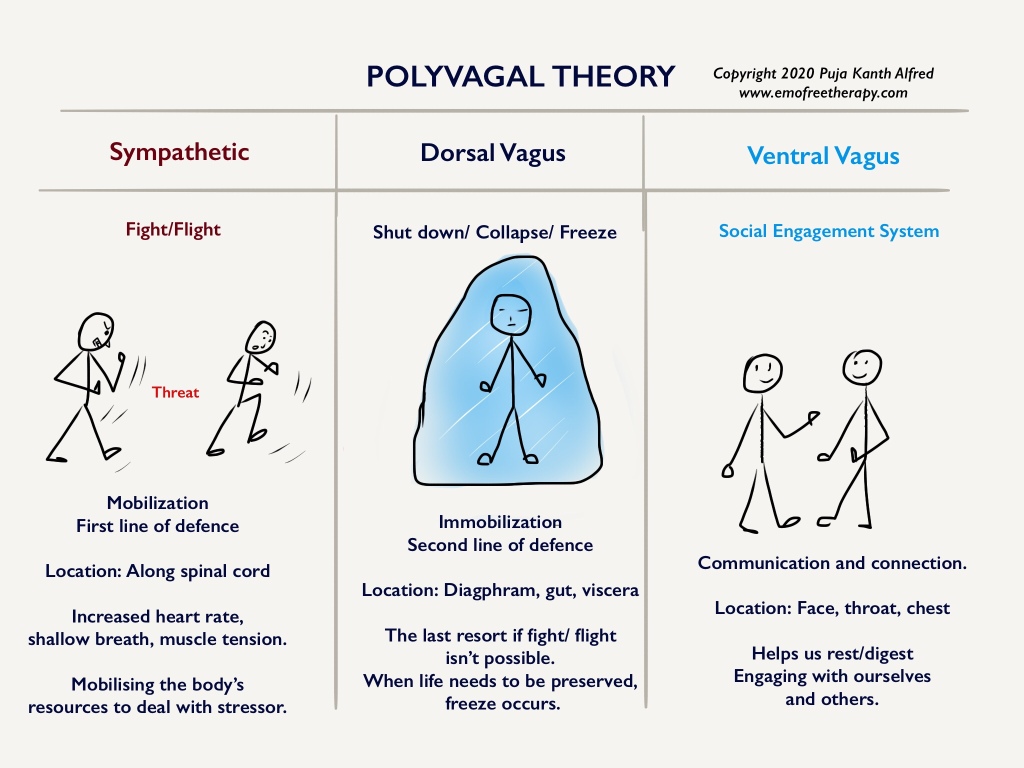 POLYVAGAL THEORY
Copyright 2020 Puja Kanth Alfred
www.emofreetherapy.com
Sympathetic
Fight/Flight
Threat
Mobilization
First line of defence
Location: Along spinal cord
Increased heart rate,
shallow breath, muscle tension.
Mobilising the body's
resources to deal with stressor.
Dorsal Vagus
Shut down/ Collapse/ Freeze
Immobilization
Second line of defence
Location: Diagphram, gut, viscera
The last resort if fight/ flight
isn't possible.
When life needs to be preserved,
freeze occurs.
Ventral Vagus
Social Engagement System
Communication and connection.
Location: Face, throat, chest
Helps us rest/digest
Engaging with ourselves
and others.